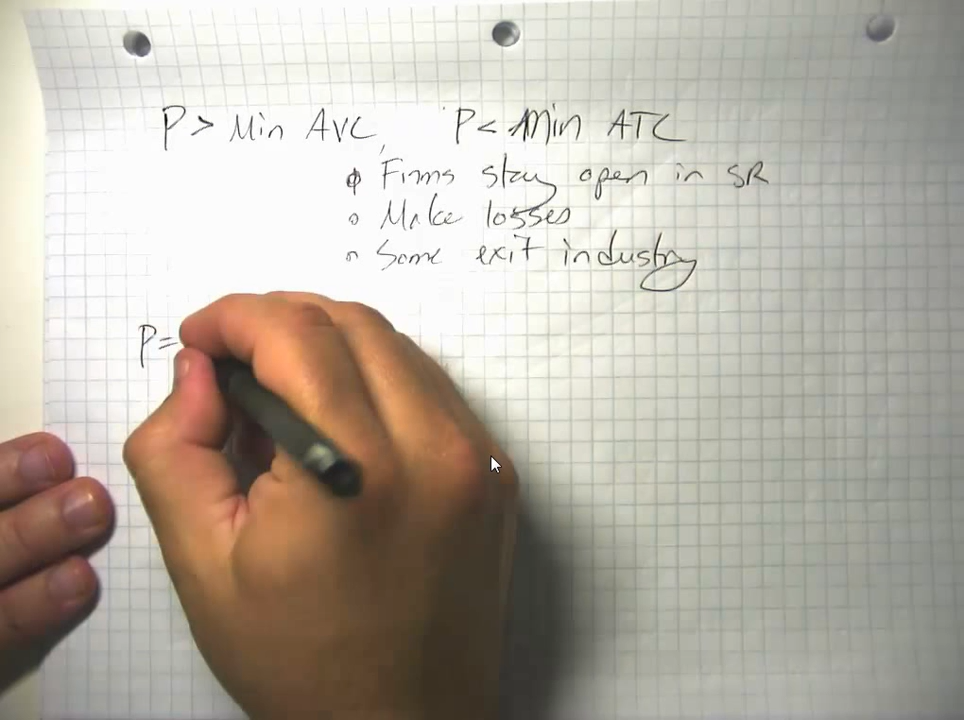 P > Min AVC, P < Min ATC
Firms stay open in SR
Make losses
Some exit industry
P=